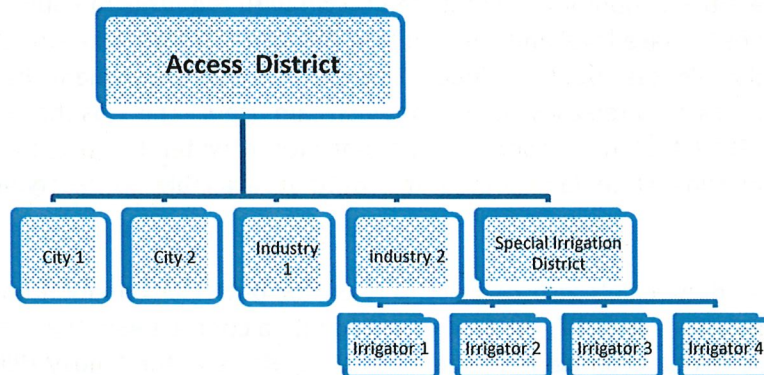 Access District
City 1
City 2
Industry
1
industry 2
Special Irrigation
District
Irrigator 1
Irrigator 2
Irrigator 3
Irrigator 4